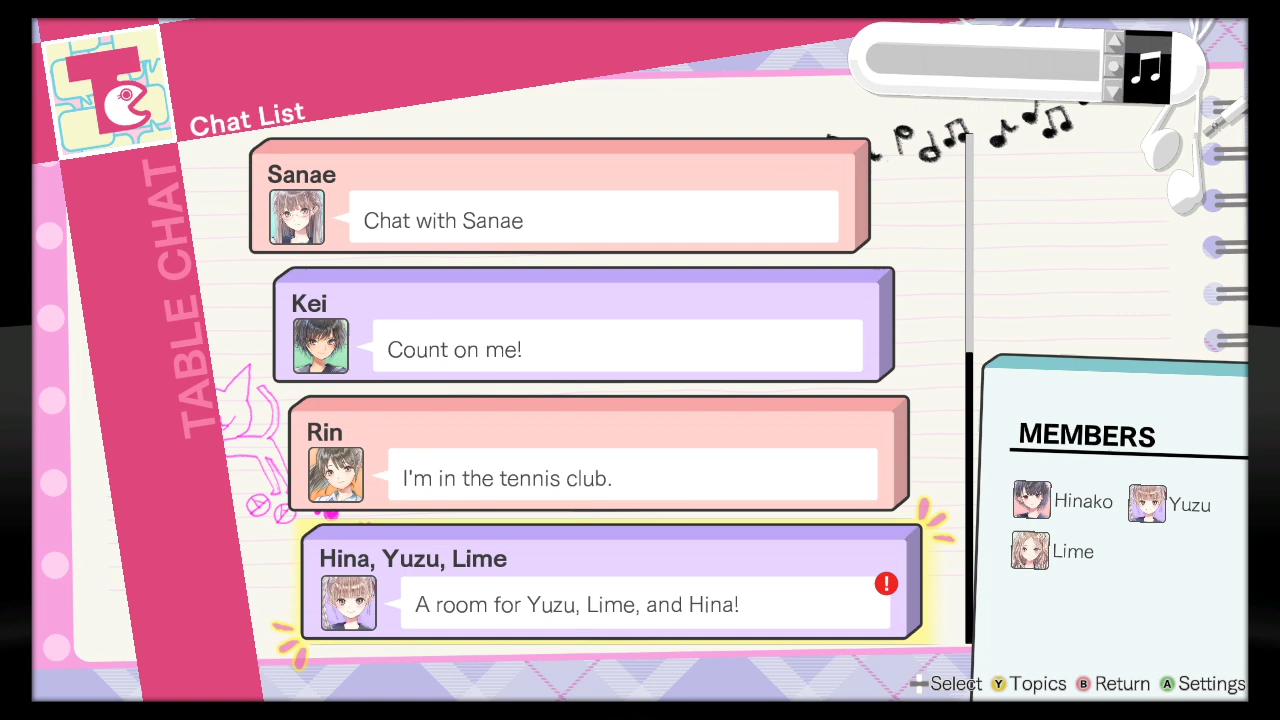 Chat List
TABLE CHAT
Sanae
Chat with Sanae
Kei
Count on me!
Rin
I'm in the tennis club.
Hina, Yuzu, Lime
A room for Yuzu, Lime, and Hina!
!
MEMBERS
Hinako Yuzu
Lime
Select Y Topics B Return A Settings